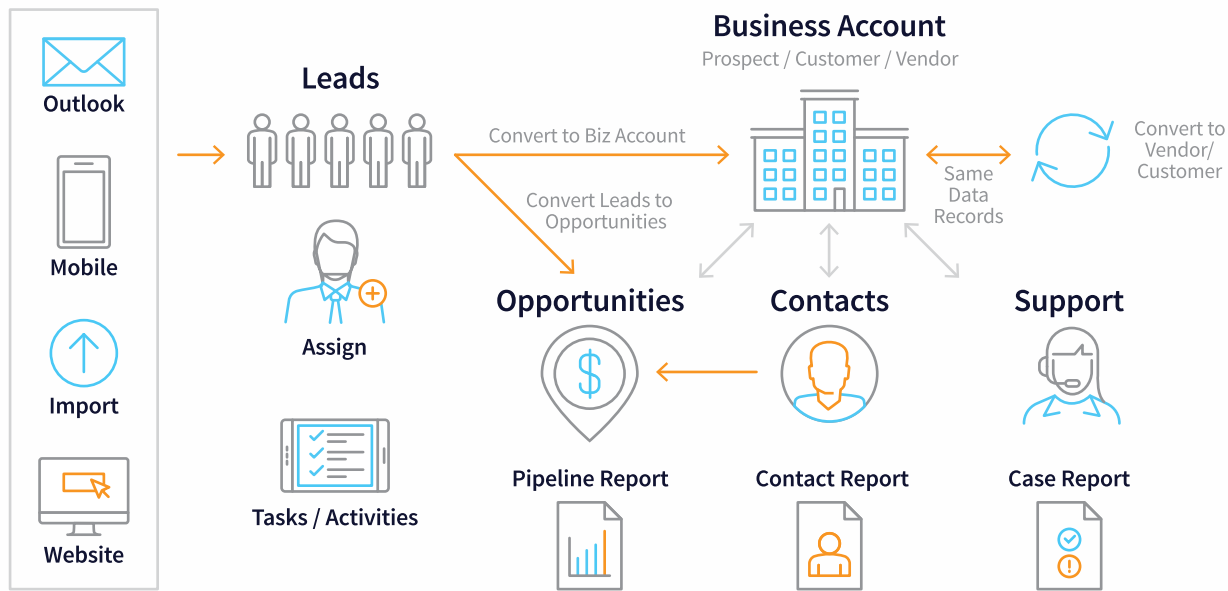 Outlook
Mobile
Import
Website
Leads
Assign
Tasks / Activities
Convert to Biz Account
Convert Leads to
Opportunities
Business Account
Prospect / Customer / Vendor
Same
Data
Records
Convert to
Vendor/
Customer
Opportunities
$
Contacts
Support
Pipeline Report
Contact Report
Case Report